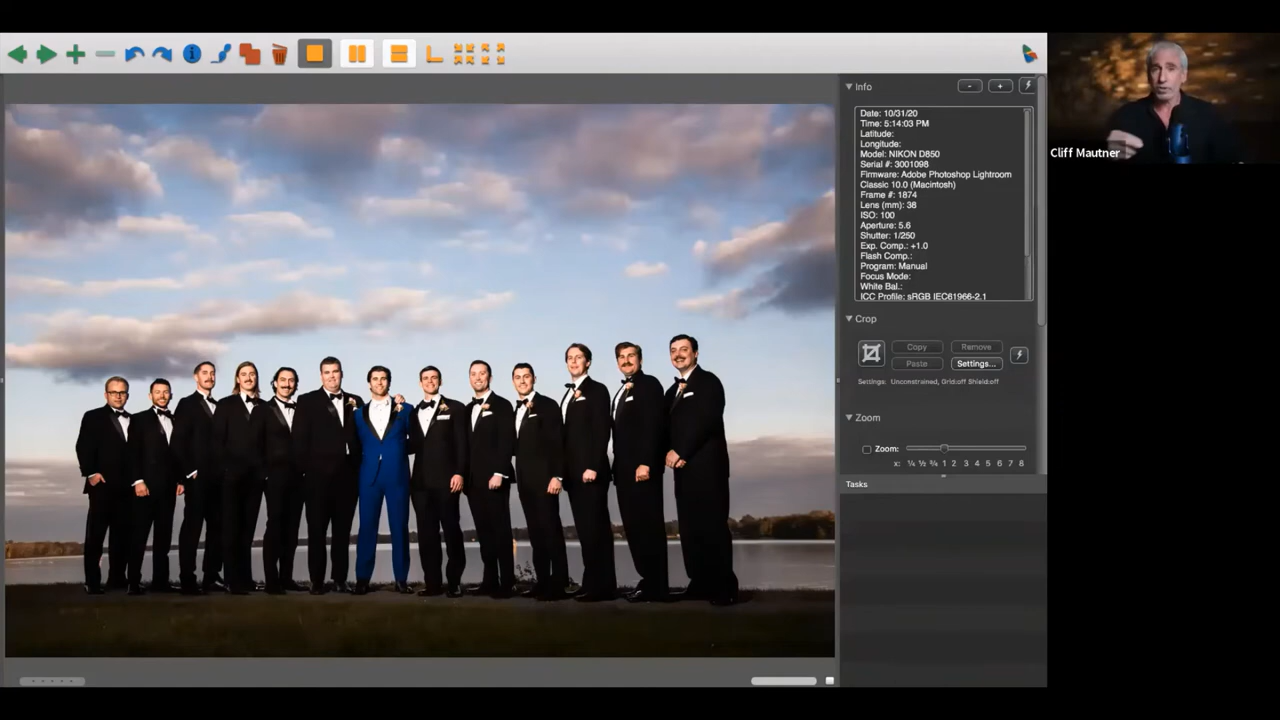 Info
-
+
Date: 10/31/20
Time: 5:14:03 PM
Latitude:
Longitude:
Model: NIKON D850
Serial #: 3001098
Firmware: Adobe Photoshop Lightroom
Classic 10.0 (Macintosh)
Frame #: 1874
Lens (mm): 38
ISO: 100
Aperture: 5.6
Shutter: 1/250
Exp. Comp.: +1.0
Flash Comp.:
Program: Manual
Focus Mode:
White Bal.:
ICC Profile: sRGB IEC61966-2.1
Crop
Copy
Remove
Paste
Settings...
Settings: Unconstrained, Grid:off Shield:off
Zoom
Zoom:
x: ¼ ½ ¾ 1 2 3 4 5 6 7 8
Tasks
Cliff Mautner